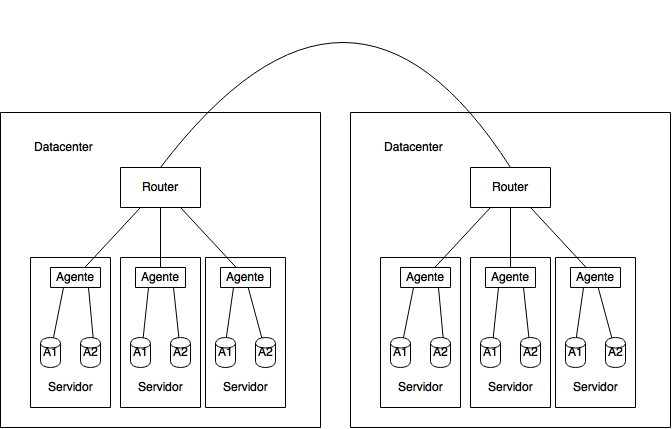 Datacenter
Datacenter
Router
Router
Agente
Agente
Agente
Agente
Agente
Agente
A1
A2
A1
A2
A1
A2
A1
A2
A1
A2
A1
A2
Servidor
Servidor
Servidor
Servidor
Servidor
Servidor